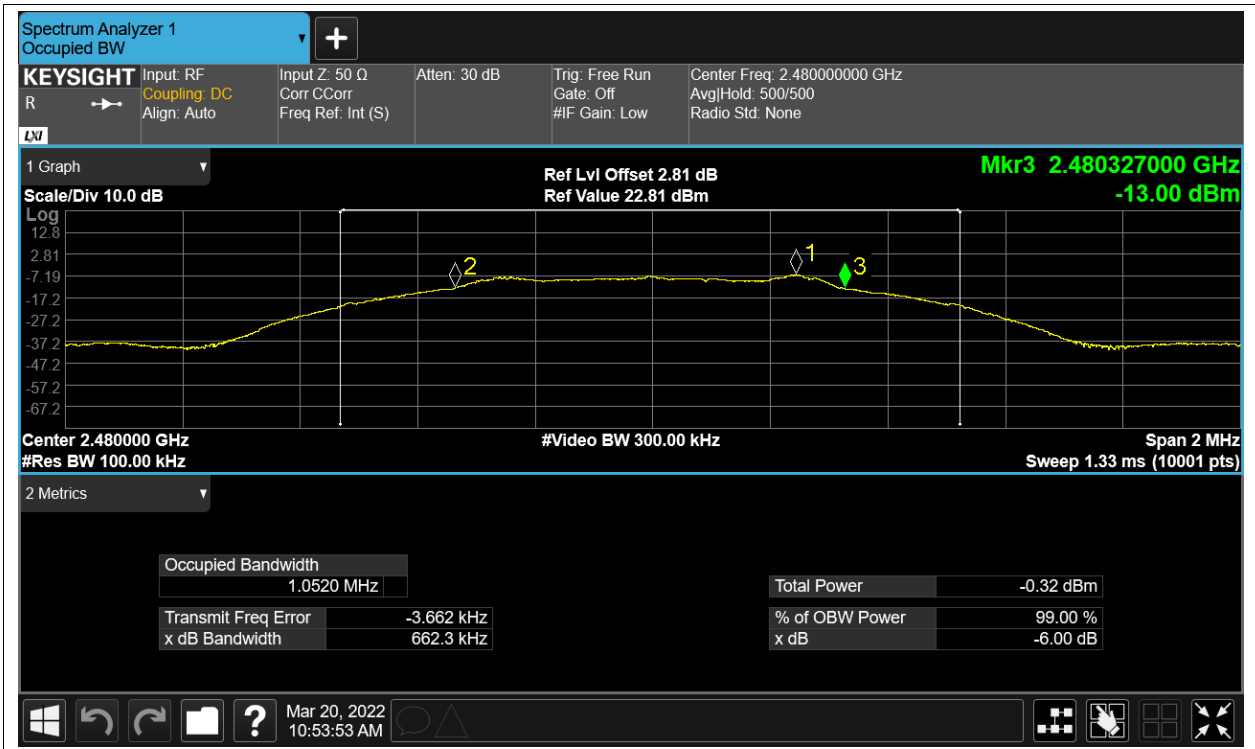 Spectrum Analyzer 1
Occupied BW
KEYSIGHT
R
LXI
Input: RF
Coupling: DC
Align: Auto
Input Z: 50 Ω
Corr CCorr
Freq Ref: Int (S)
Atten: 30 dB
Trig: Free Run
Gate: Off
#IF Gain: Low
Center Freq: 2.480000000 GHz
Avg|Hold: 500/500
Radio Std: None
1 Graph
Scale/Div 10.0 dB
Ref Lvl Offset 2.81 dB
Ref Value 22.81 dBm
Mkr3 2.480327000 GHz
-13.00 dBm
Log
12.8
2.81
-7.19
-17.2
-27.2
-37.2
-47.2
-57.2
-67.2
2
1
3
Center 2.480000 GHz
#Res BW 100.00 kHz
#Video BW 300.00 kHz
Span 2 MHz
Sweep 1.33 ms (10001 pts)
2 Metrics
Occupied Bandwidth
1.0520 MHz
Transmit Freq Error -3.662 kHz
x dB Bandwidth 662.3 kHz
Total Power -0.32 dBm
% of OBW Power 99.00 %
x dB -6.00 dB
?
Mar 20, 2022
10:53:53 AM